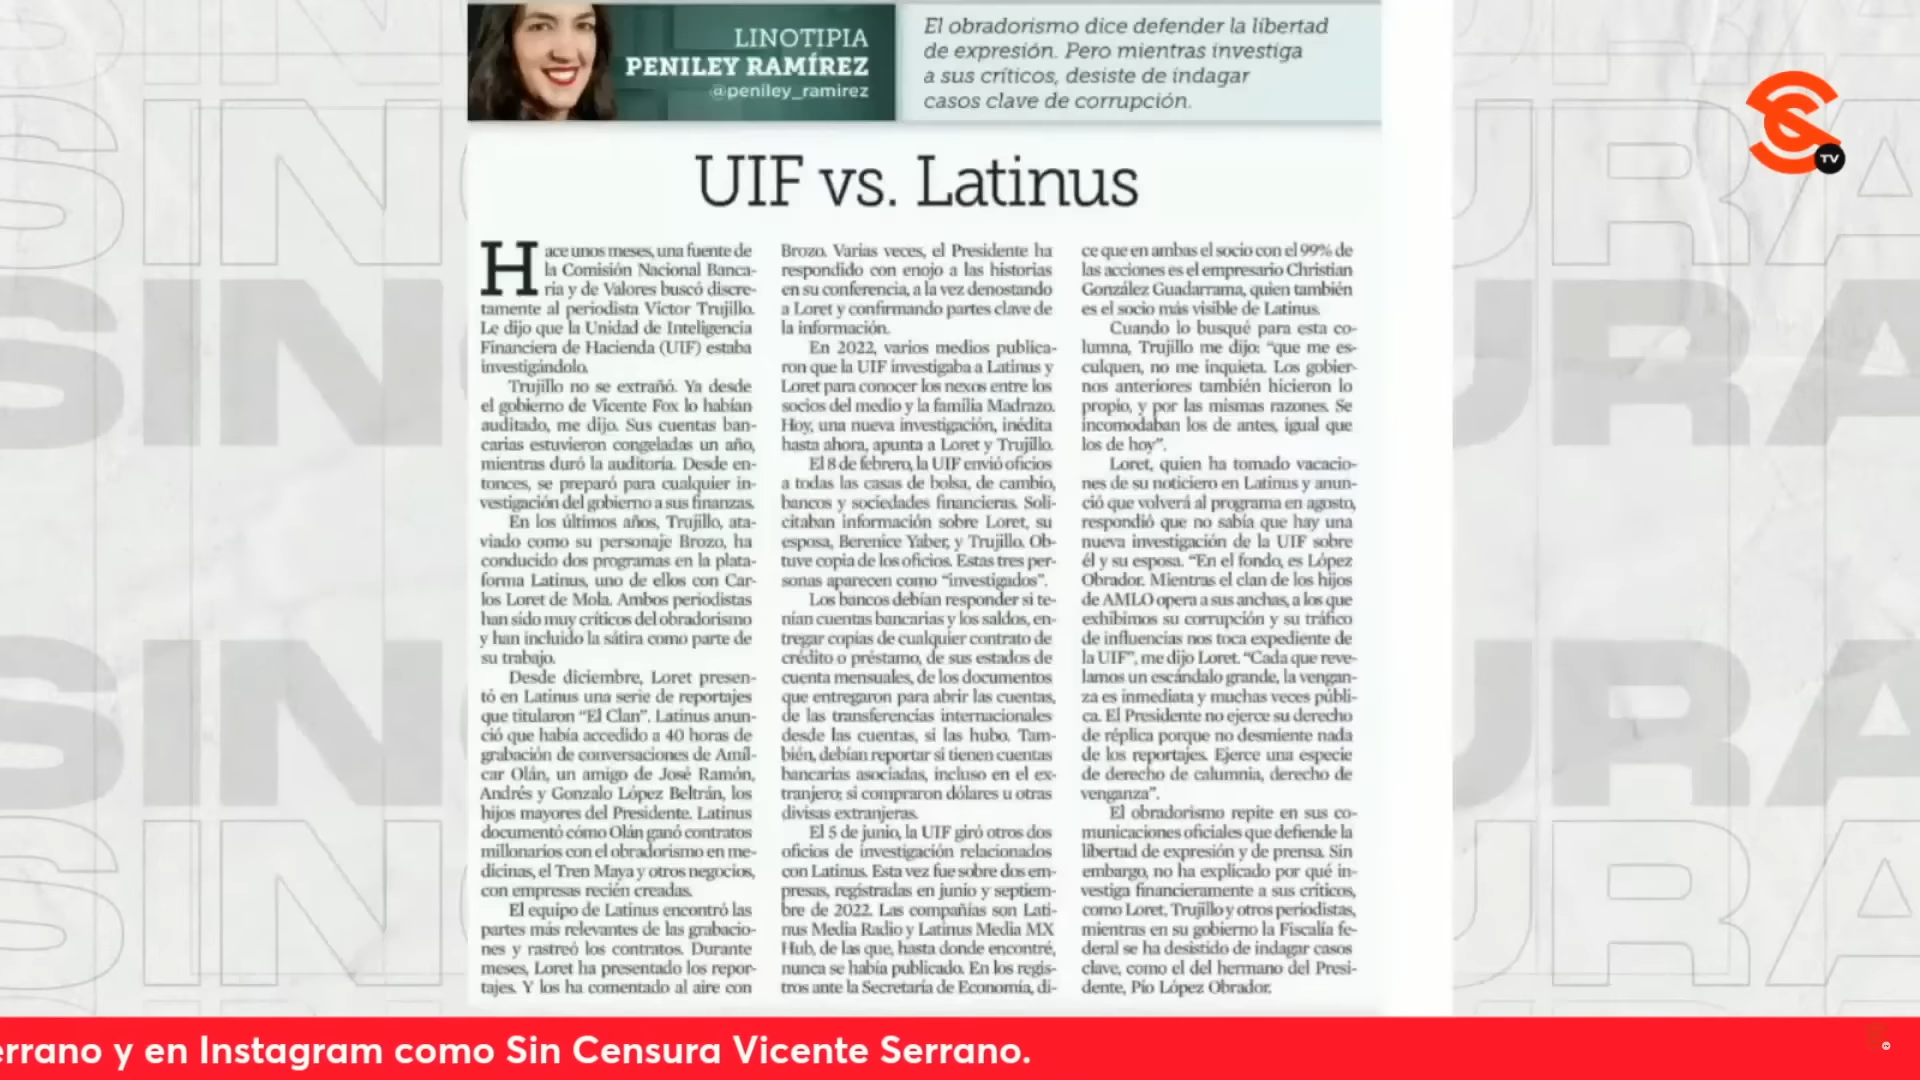 LINOTIPIA
PENILEY RAMÍREZ
@peniley_ramirez
El obradorismo dice defender la libertad
de expresión. Pero mientras investiga
a sus críticos, desiste de indagar
casos clave de corrupción.
TV
UIF vs. Latinus
Hace unos meses, una fuente de
la Comisión Nacional Banca-
ria y de Valores buscó discre-
tamente al periodista Víctor Trujillo.
Le dijo que la Unidad de Inteligencia
Financiera de Hacienda (UIF) estaba
investigándolo.
Trujillo no se extrañó. Ya desde
el gobierno de Vicente Fox lo habían
auditado, me dijo. Sus cuentas ban-
carias estuvieron congeladas un año,
mientras duró la auditoría. Desde en-
tonces, se preparó para cualquier in-
vestigación del gobierno a sus finanzas.
En los últimos años, Trujillo, ata-
viado como su personaje Brozo, ha
conducido dos programas en la plata-
forma Latinus, uno de ellos con Car-
los Loret de Mola. Ambos periodistas
han sido muy críticos del obradorismo
y han incluido la sátira como parte de
su trabajo.
Desde diciembre, Loret presen-
tó en Latinus una serie de reportajes
que titularon “El Clan”. Latinus anun-
ció que había accedido a 40 horas de
grabación de conversaciones de Amíl-
car Olán, un amigo de José Ramón,
Andrés y Gonzalo López Beltrán, los
hijos mayores del Presidente. Latinus
documentó cómo Olán ganó contratos
millonarios con el obradorismo en me-
dicinas, el Tren Maya y otros negocios,
con empresas recién creadas.
El equipo de Latinus encontró las
partes más relevantes de las grabacio-
nes y rastreó los contratos. Durante
meses, Loret ha presentado los repor-
tajes. Y los ha comentado al aire con
Brozo. Varias veces, el Presidente ha
respondido con enojo a las historias
en su conferencia, a la vez denostando
a Loret y confirmando partes clave de
la información.
En 2022, varios medios publica-
ron que la UIF investigaba a Latinus y
Loret para conocer los nexos entre los
socios del medio y la familia Madrazo.
Hoy, una nueva investigación, inédita
hasta ahora, apunta a Loret y Trujillo.
El 8 de febrero, la UIF envió oficios
a todas las casas de bolsa, de cambio,
bancos y sociedades financieras. Soli-
citaban información sobre Loret, su
esposa, Berenice Yaber, y Trujillo. Ob-
tuve copia de los oficios. Estas tres per-
sonas aparecen como “investigados”.
Los bancos debían responder si te-
nían cuentas bancarias y los saldos, en-
tregar copias de cualquier contrato de
crédito o préstamo, de sus estados de
cuenta mensuales, de los documentos
que entregaron para abrir las cuentas,
de las transferencias internacionales
desde las cuentas, si las hubo. Tam-
bién, debían reportar si tienen cuentas
bancarias asociadas, incluso en el ex-
tranjero; si compraron dólares u otras
divisas extranjeras.
El 5 de junio, la UIF giró otros dos
oficios de investigación relacionados
con Latinus. Esta vez fue sobre dos em-
presas, registradas en junio y septiem-
bre de 2022. Las compañías son Lati-
nus Media Radio y Latinus Media MX
Hub, de las que, hasta donde encontré,
nunca se había publicado. En los regis-
tros ante la Secretaría de Economía, di-
ce que en ambas el socio con el 99% de
las acciones es el empresario Christian
González Guadarrama, quien también
es el socio más visible de Latinus.
Cuando lo busqué para esta co-
lumna, Trujillo me dijo: “que me es-
culquen, no me inquieta. Los gobier-
nos anteriores también hicieron lo
propio, y por las mismas razones. Se
incomodaban los de antes, igual que
los de hoy”.
Loret, quien ha tomado vacacio-
nes de su noticiero en Latinus y anun-
ció que volverá al programa en agosto,
respondió que no sabía que hay una
nueva investigación de la UIF sobre
él y su esposa. “En el fondo, es López
Obrador. Mientras el clan de los hijos
de AMLO opera a sus anchas, a los que
exhibimos su corrupción y su tráfico
de influencias nos toca expediente de
la UIF”, me dijo Loret. “Cada que reve-
lamos un escándalo grande, la vengan-
za es inmediata y muchas veces públi-
ca. El Presidente no ejerce su derecho
de réplica porque no desmiente nada
de los reportajes. Ejerce una especie
de derecho de calumnia, derecho de
venganza”.
El obradorismo repite en sus co-
municaciones oficiales que defiende la
libertad de expresión y de prensa. Sin
embargo, no ha explicado por qué in-
vestiga financieramente a sus críticos,
como Loret, Trujillo y otros periodistas,
mientras en su gobierno la Fiscalía fe-
deral se ha desistido de indagar casos
clave, como el del hermano del Presi-
dente, Pío López Obrador.
SIN
URA
SIN
URA
SIN
URA
SIN
URA
errano y en Instagram como Sin Censura Vicente Serrano.